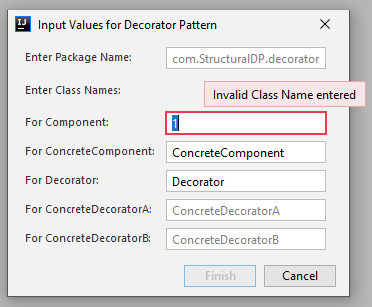 IJ Input Values for Decorator Pattern
Enter Package Name: com.StructuralDP.decorator
Enter Class Names: Invalid Class Name entered
For Component: 1
For ConcreteComponent: ConcreteComponent
For Decorator: Decorator
For ConcreteDecoratorA: ConcreteDecoratorA
For ConcreteDecoratorB: ConcreteDecoratorB
Finish Cancel